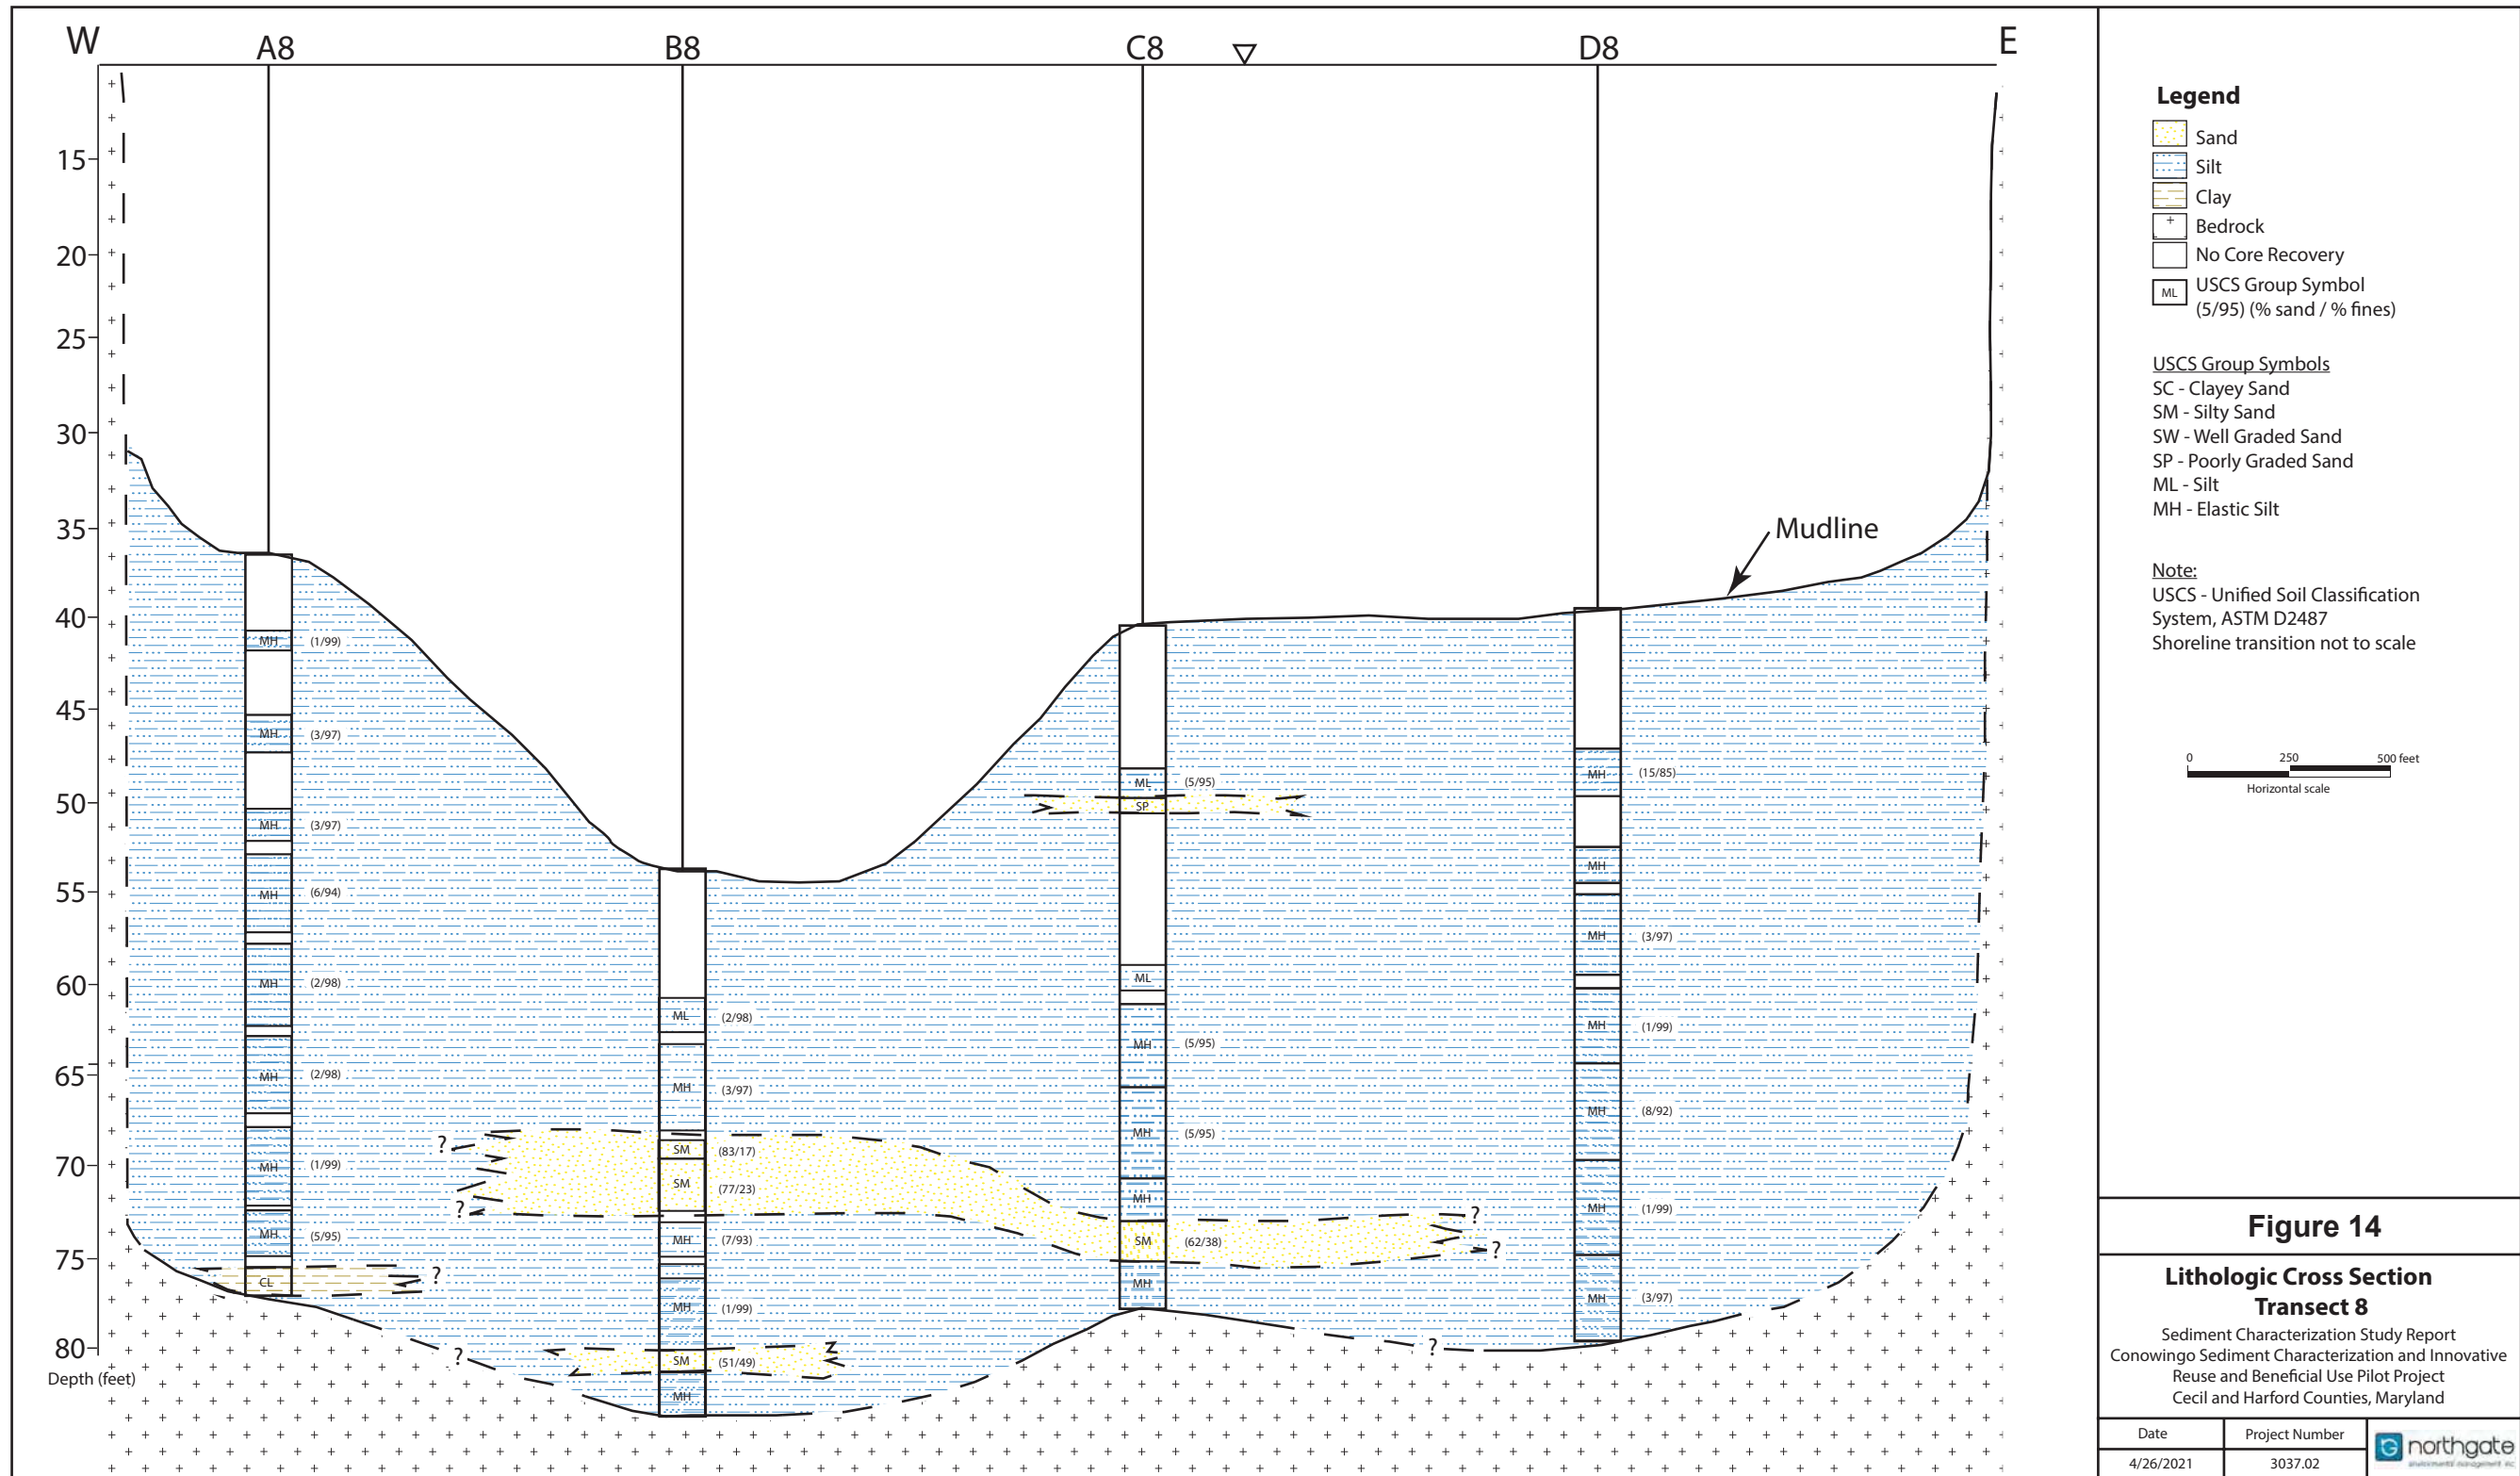 W
A8
B8
C8
D8
E
15
20
25
30
35
40
45
50
55
60
65
70
75
80
Depth (feet)
MH (1/99)
MH (3/97)
MH (3/97)
MH (6/94)
MH (2/98)
MH (2/98)
MH (1/99)
MH (5/95)
CL
?
?
?
?
ML (2/98)
MH (3/97)
SM (83/17)
SM (77/23)
MH (7/93)
MH (1/99)
SM (51/49)
MH
ML (5/95)
SP
ML
MH (5/95)
MH (5/95)
MH
SM (62/38)
MH
?
?
?
MH (15/85)
MH
MH (3/97)
MH (1/99)
MH (8/92)
MH (1/99)
MH (3/97)
Mudline
Legend
Sand
Silt
Clay
Bedrock
No Core Recovery
ML USCS Group Symbol
(5/95) (% sand / % fines)
USCS Group Symbols
SC - Clayey Sand
SM - Silty Sand
SW - Well Graded Sand
SP - Poorly Graded Sand
ML - Silt
MH - Elastic Silt
Note:
USCS - Unified Soil Classification
System, ASTM D2487
Shoreline transition not to scale
0 250 500 feet
Horizontal scale
Figure 14
Lithologic Cross Section
Transect 8
Sediment Characterization Study Report
Conowingo Sediment Characterization and Innovative
Reuse and Beneficial Use Pilot Project
Cecil and Harford Counties, Maryland
Date
Project Number
4/26/2021
3037.02
northgate
environmental management inc